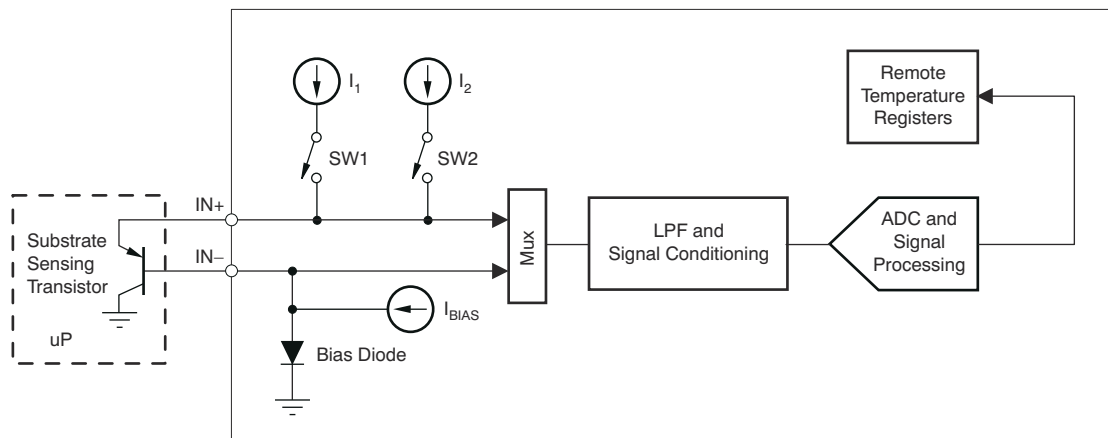 I1
I2
SW1
SW2
Remote
Temperature
Registers
IN+
IN−
Substrate
Sensing
Transistor
uP
Mux
LPF and
Signal Conditioning
ADC and
Signal
Processing
IBIAS
Bias Diode